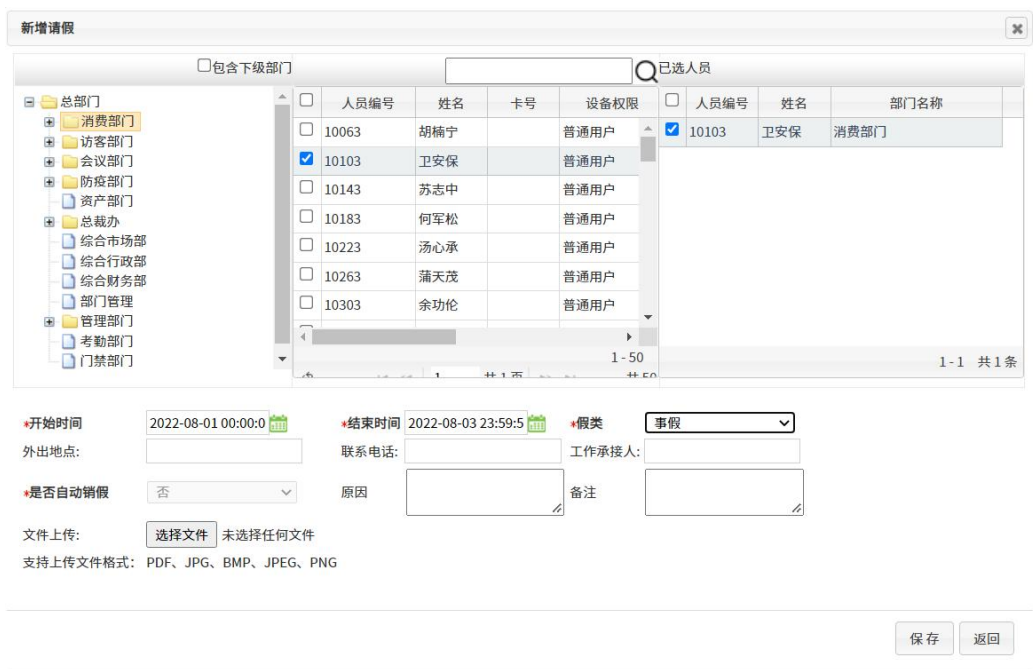 新增请假
包含下级部门
已选人员
总部门
消费部门
访客部门
会议部门
防疫部门
资产部门
总裁办
综合市场部
综合行政部
综合财务部
部门管理
管理部门
考勤部门
门禁部门
人员编号 姓名 卡号 设备权限
10063 胡楠宁 普通用户
10103 卫安保 普通用户
10143 苏志中 普通用户
10183 何军松 普通用户
10223 汤心承 普通用户
10263 蒲天茂 普通用户
10303 余功伦 普通用户
1 - 50
1 共1页 共50
人员编号 姓名 部门名称
10103 卫安保 消费部门
1 - 1 共1条
*开始时间 2022-08-01 00:00:0 *结束时间 2022-08-03 23:59:5 *假类 事假
外出地点: 联系电话: 工作承接人:
*是否自动销假 否 原因 备注
文件上传: 选择文件 未选择任何文件
支持上传文件格式: PDF、JPG、BMP、JPEG、PNG
保存 返回